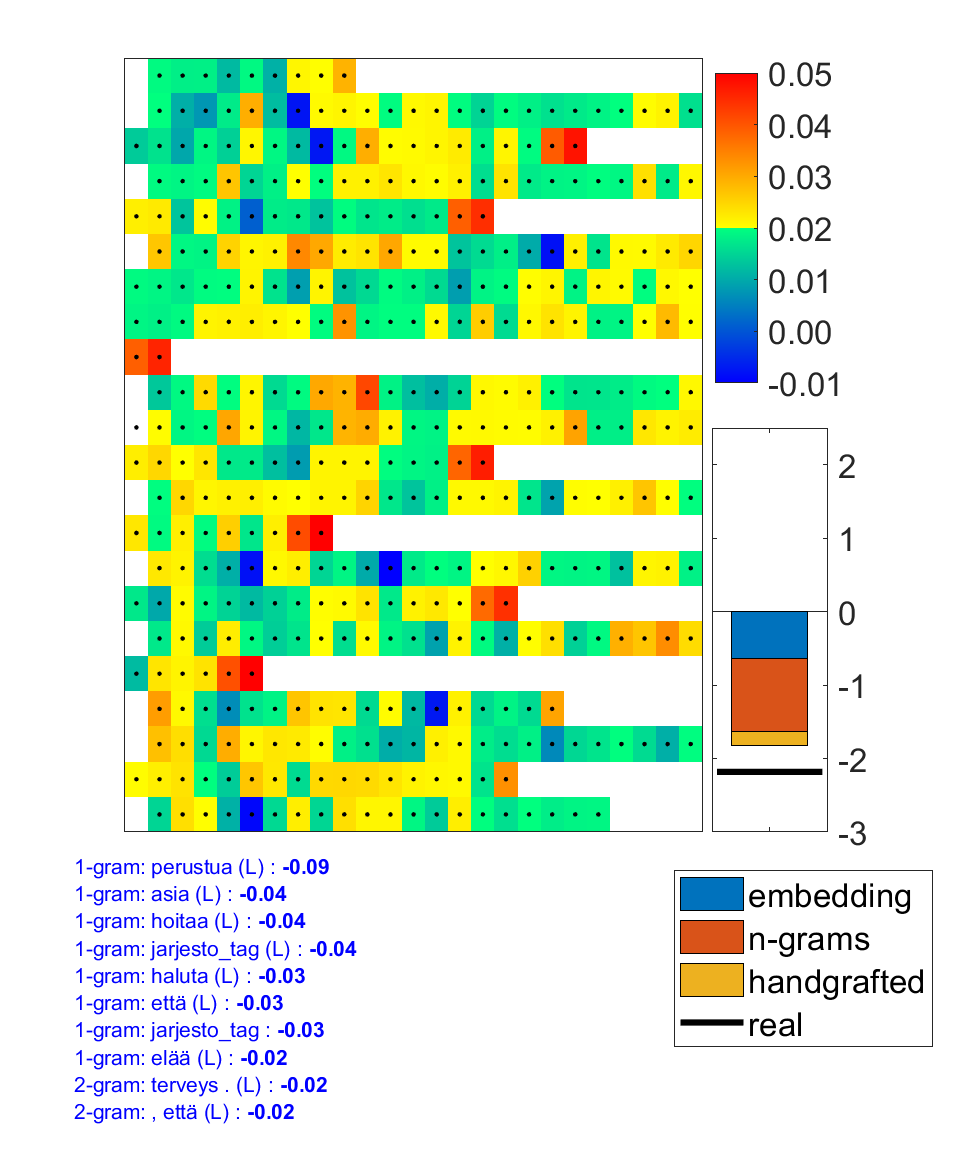 0.05
0.04
0.03
0.02
0.01
0.00
-0.01
2
1
0
-1
-2
-3
1-gram: perustua (L) : -0.09
1-gram: asia (L) : -0.04
1-gram: hoitaa (L) : -0.04
1-gram: jarjesto_tag (L) : -0.04
1-gram: haluta (L) : -0.03
1-gram: että (L) : -0.03
1-gram: jarjesto_tag : -0.03
1-gram: elää (L) : -0.02
2-gram: terveys . (L) : -0.02
2-gram: , että (L) : -0.02
embedding
n-grams
handgrafted
real